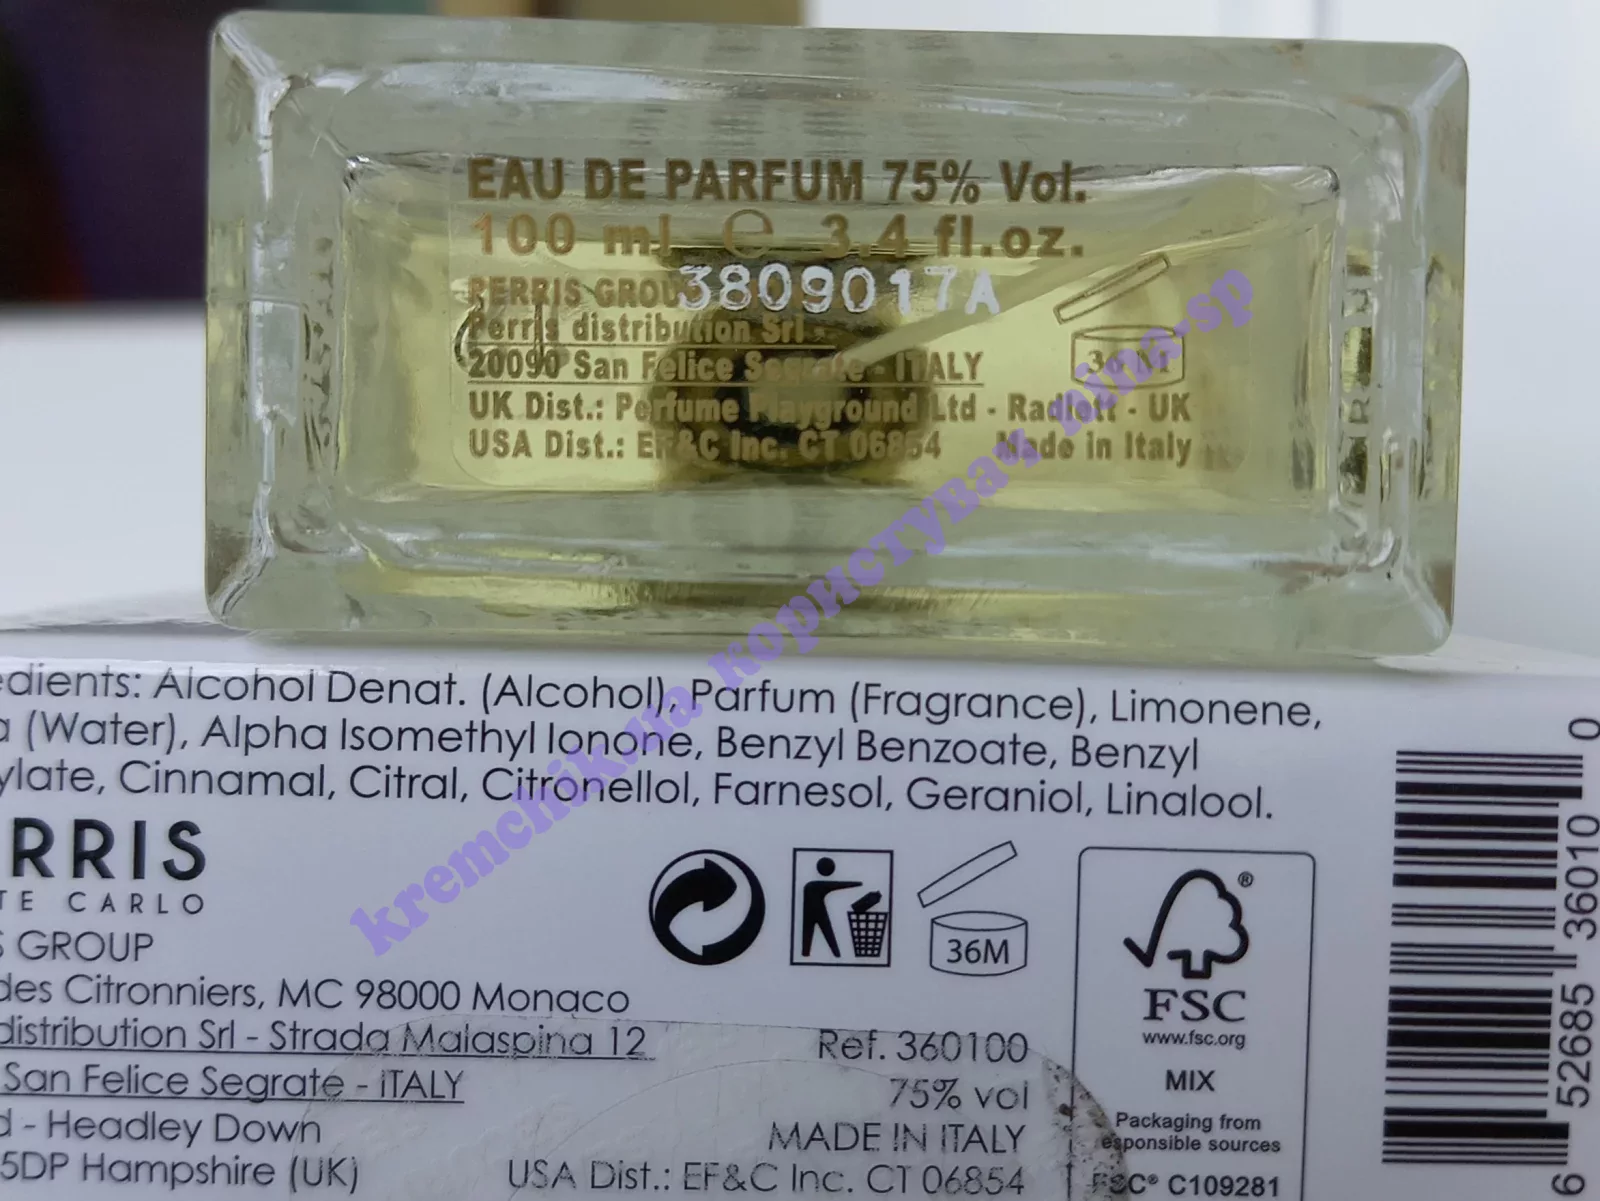 EAU DE PARFUM 75% Vol.
100 ml e 3.4 fl.oz.
PERRIS GROU
3809017A
Perris distribution Srl -
20090 San Felice Segrate - ITALY
36 M
UK Dist.: Perfume Playground Ltd - Radlett - UK
USA Dist.: EF&C Inc. CT 06854 Made in Italy
edients: Alcohol Denat. (Alcohol), Parfum (Fragrance), Limonene,
a (Water), Alpha Isomethyl Ionone, Benzyl Benzoate, Benzyl
ylate, Cinnamal, Citral, Citronellol, Farnesol, Geraniol, Linalool.
RRIS
TE CARLO
S GROUP
des Citronniers, MC 98000 Monaco
distribution Srl - Strada Malaspina 12
San Felice Segrate - ITALY
d - Headley Down
5DP Hampshire (UK)
36M
Ref. 360100
75% vol
MADE IN ITALY
USA Dist.: EF&C Inc. CT 06854
FSC®
www.fsc.org
MIX
Packaging from
esponsible sources
FSC® C109281
6 52685 36010 0
kremchik.ua користувач nina-sp